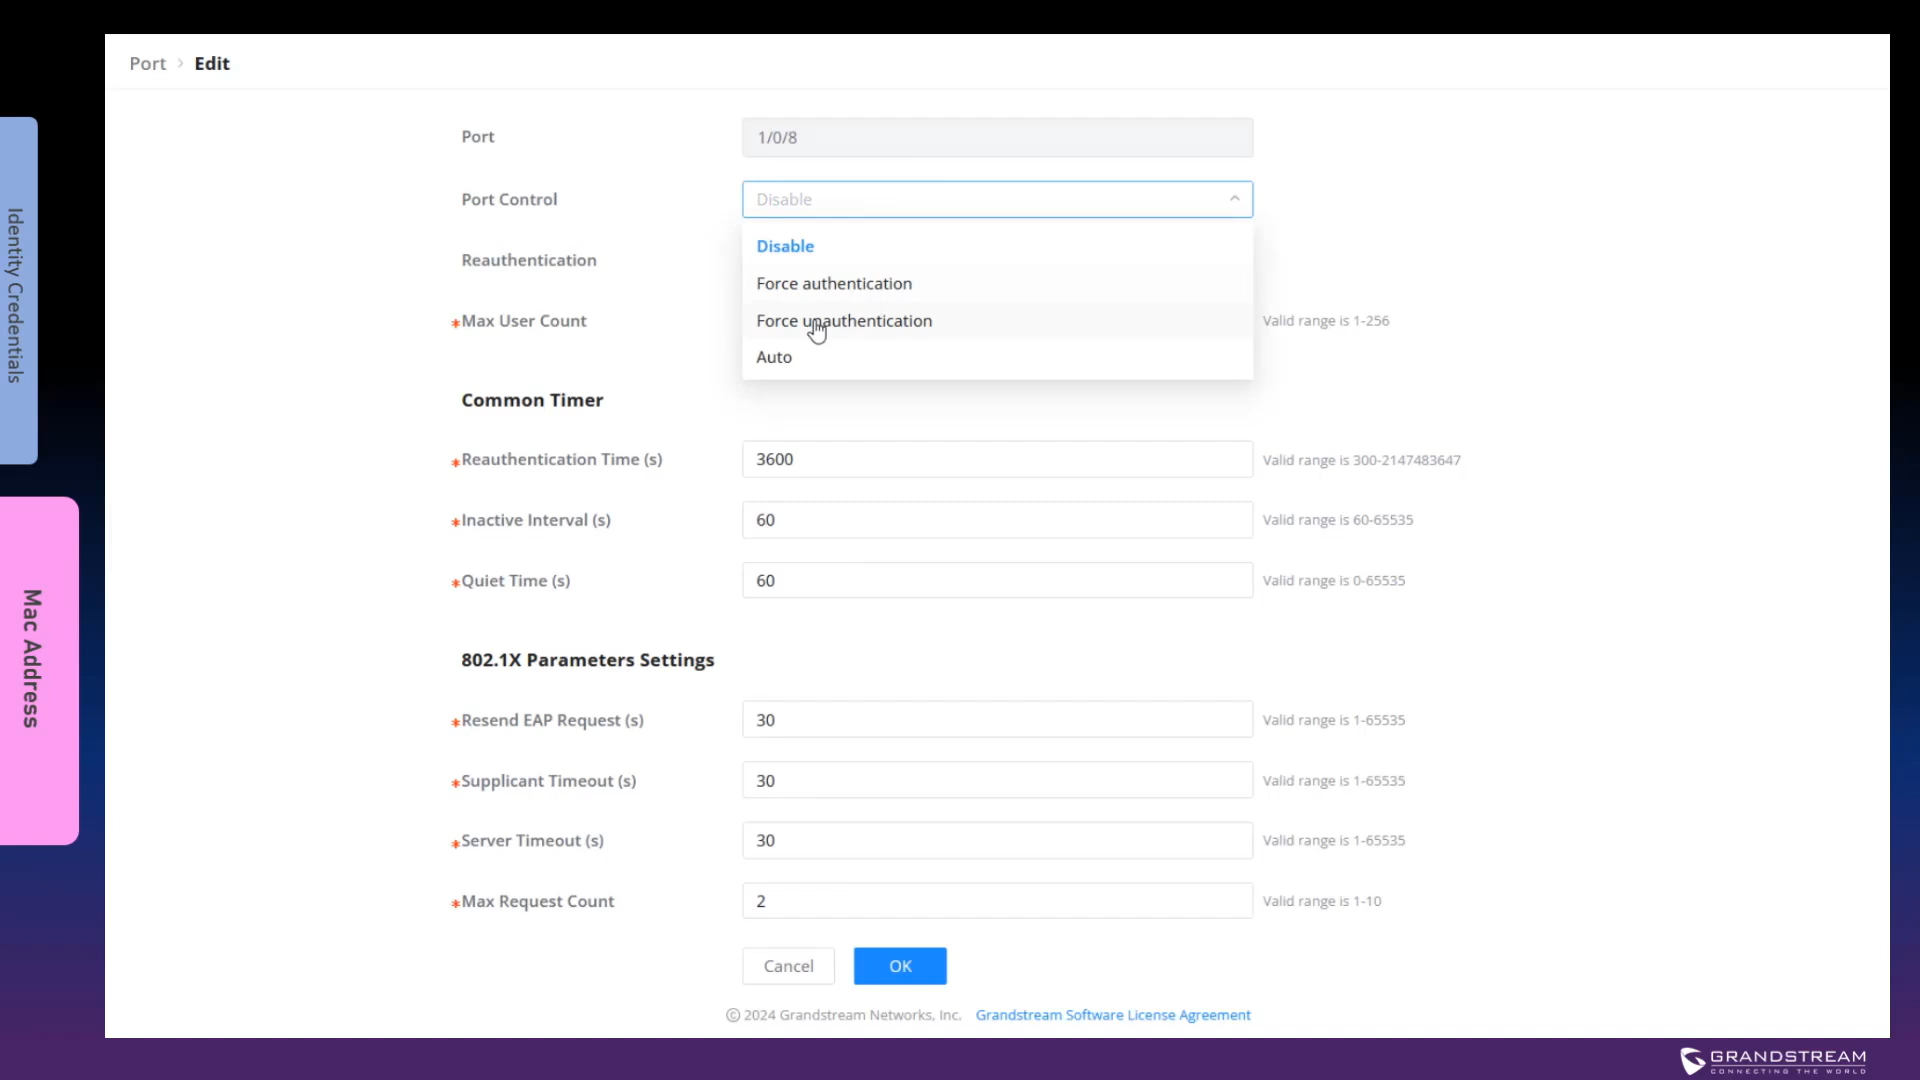 Port > Edit
Identity Credentials
Mac Address
Port 1/0/8
Port Control Disable
Disable
Reauthentication
Force authentication
Max User Count Force unauthentication Valid range is 1-256
Auto
Common Timer
*Reauthentication Time (s) 3600 Valid range is 300-2147483647
*Inactive Interval (s) 60 Valid range is 60-65535
*Quiet Time (s) 60 Valid range is 0-65535
802.1X Parameters Settings
*Resend EAP Request (s) 30 Valid range is 1-65535
*Supplicant Timeout (s) 30 Valid range is 1-65535
*Server Timeout (s) 30 Valid range is 1-65535
*Max Request Count 2 Valid range is 1-10
Cancel OK
© 2024 Grandstream Networks, Inc. Grandstream Software License Agreement
GRANDSTREAM
CONNECTING THE WORLD